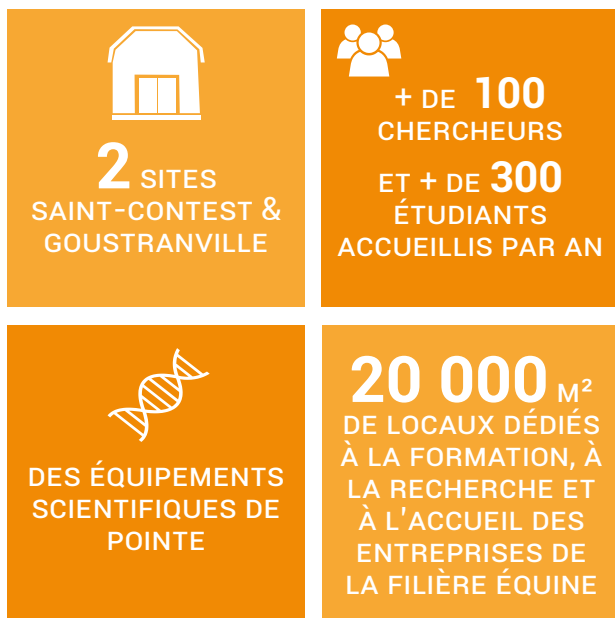 2 SITES
SAINT-CONTEST &
GOUSTRANVILLE
+ DE 100
CHERCHEURS
ET + DE 300
ÉTUDIANTS
ACCUEILLIS PAR AN
DES ÉQUIPEMENTS
SCIENTIFIQUES DE
POINTE
20 000 M²
DE LOCAUX DÉDIÉS
À LA FORMATION, À
LA RECHERCHE ET
À L'ACCUEIL DES
ENTREPRISES DE
LA FILIÈRE ÉQUINE